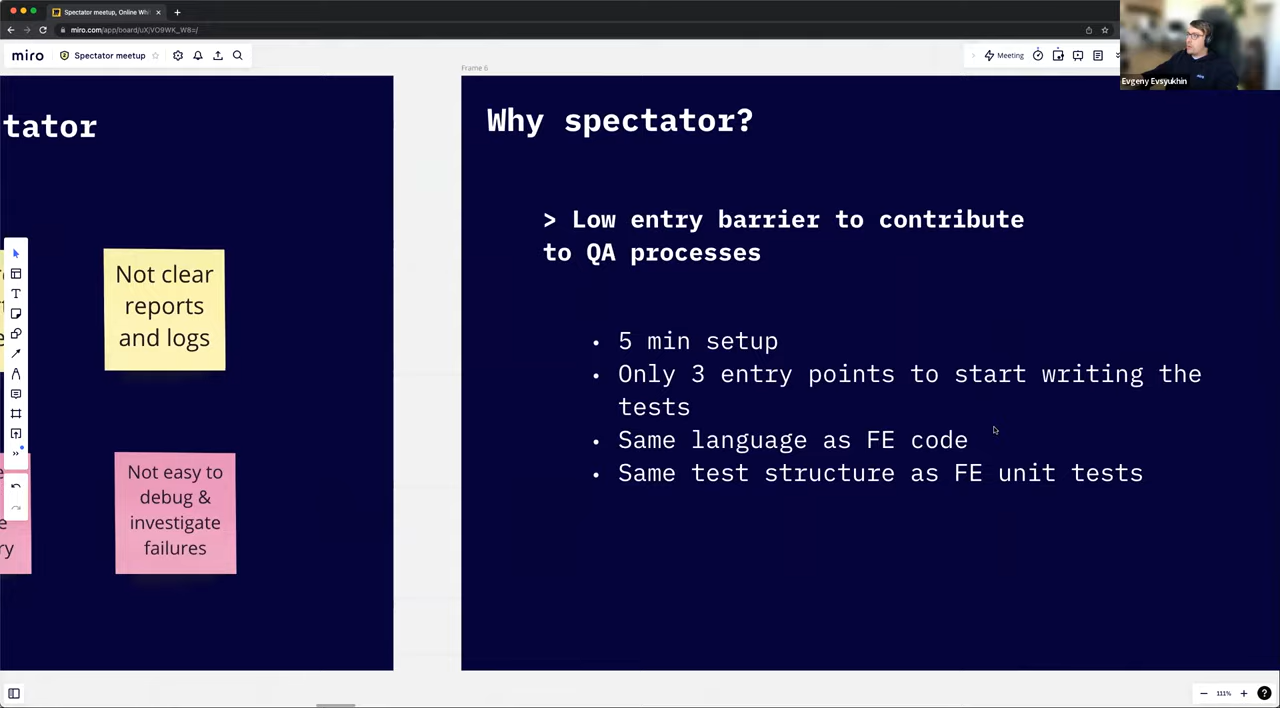 Spectator meetup, Online Whi
miro.com/app/board/uXjVO9WK_W8=/
miro
Spectator meetup
Meeting
Evgeny Evsyukhin
Frame 6
tator
Not clear
reports
and logs
Not easy to
debug &
investigate
failures
ry
Why spectator?
> Low entry barrier to contribute
to QA processes
• 5 min setup
• Only 3 entry points to start writing the
tests
• Same language as FE code
• Same test structure as FE unit tests
111%